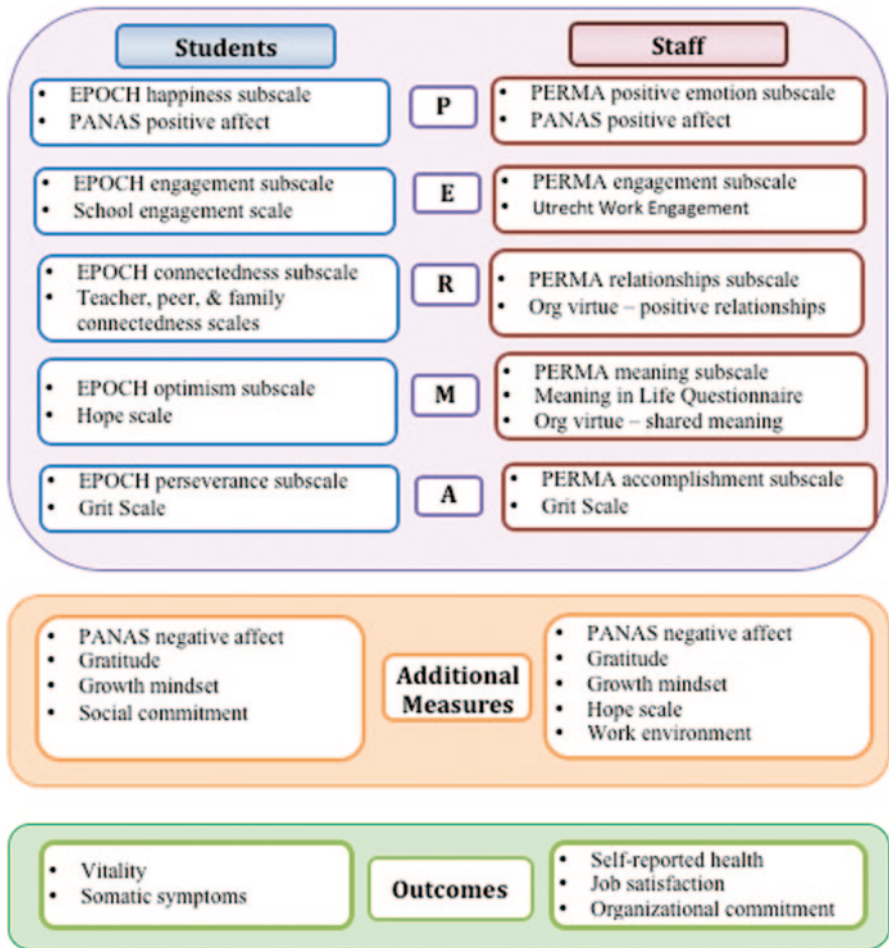 Students
Staff
• EPOCH happiness subscale
• PANAS positive affect
P
• PERMA positive emotion subscale
• PANAS positive affect
• EPOCH engagement subscale
• School engagement scale
E
• PERMA engagement subscale
• Utrecht Work Engagement
• EPOCH connectedness subscale
• Teacher, peer, & family
connectedness scales
R
• PERMA relationships subscale
• Org virtue – positive relationships
• EPOCH optimism subscale
• Hope scale
M
• PERMA meaning subscale
• Meaning in Life Questionnaire
• Org virtue – shared meaning
• EPOCH perseverance subscale
• Grit Scale
A
• PERMA accomplishment subscale
• Grit Scale
• PANAS negative affect
• Gratitude
• Growth mindset
• Social commitment
Additional
Measures
• PANAS negative affect
• Gratitude
• Growth mindset
• Hope scale
• Work environment
• Vitality
• Somatic symptoms
Outcomes
• Self-reported health
• Job satisfaction
• Organizational commitment